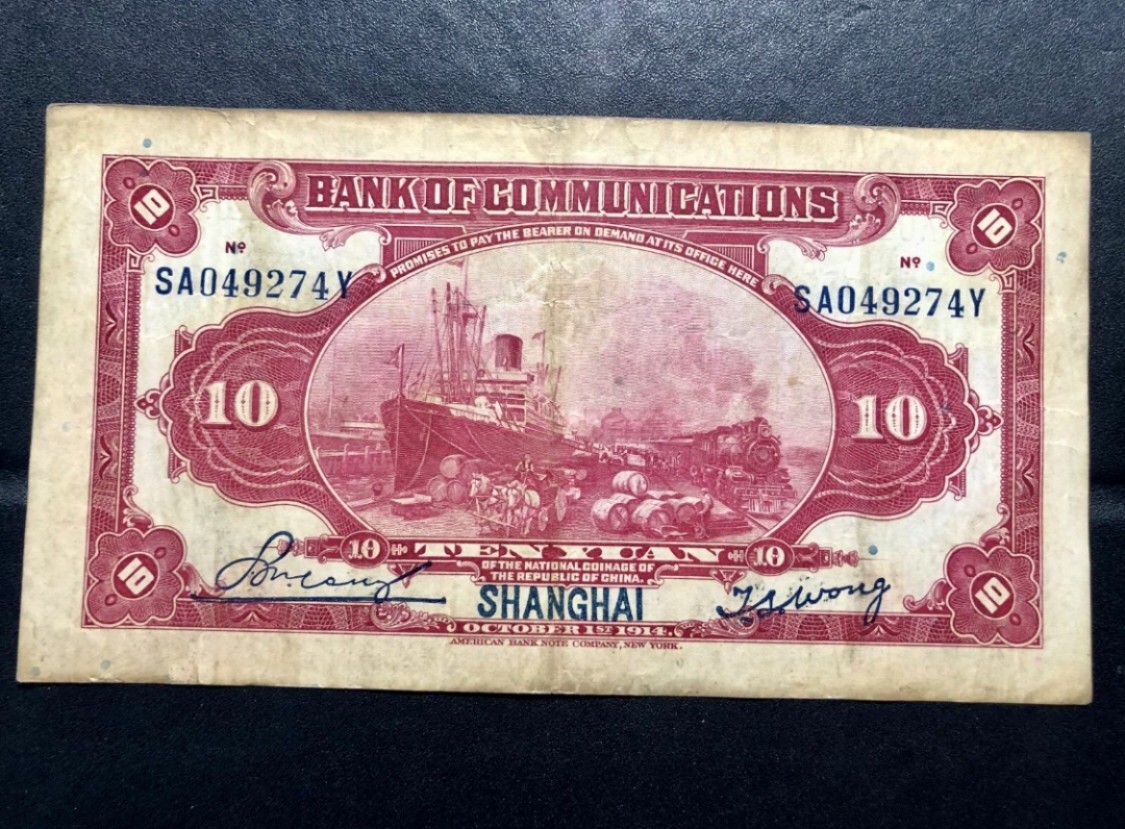 BANK OF COMMUNICATIONS
PROMISES TO PAY THE BEARER ON DEMAND AT ITS OFFICE HERE
10
10
Nº
SA049274Y
Nº
SA049274Y
10
10
10 TEN YUAN 10
OF THE NATIONAL COINAGE OF
THE REPUBLIC OF CHINA.
10
10
SHANGHAI
T.S. Wong
OCTOBER 1ST 1914.
AMERICAN BANK NOTE COMPANY, NEW YORK.